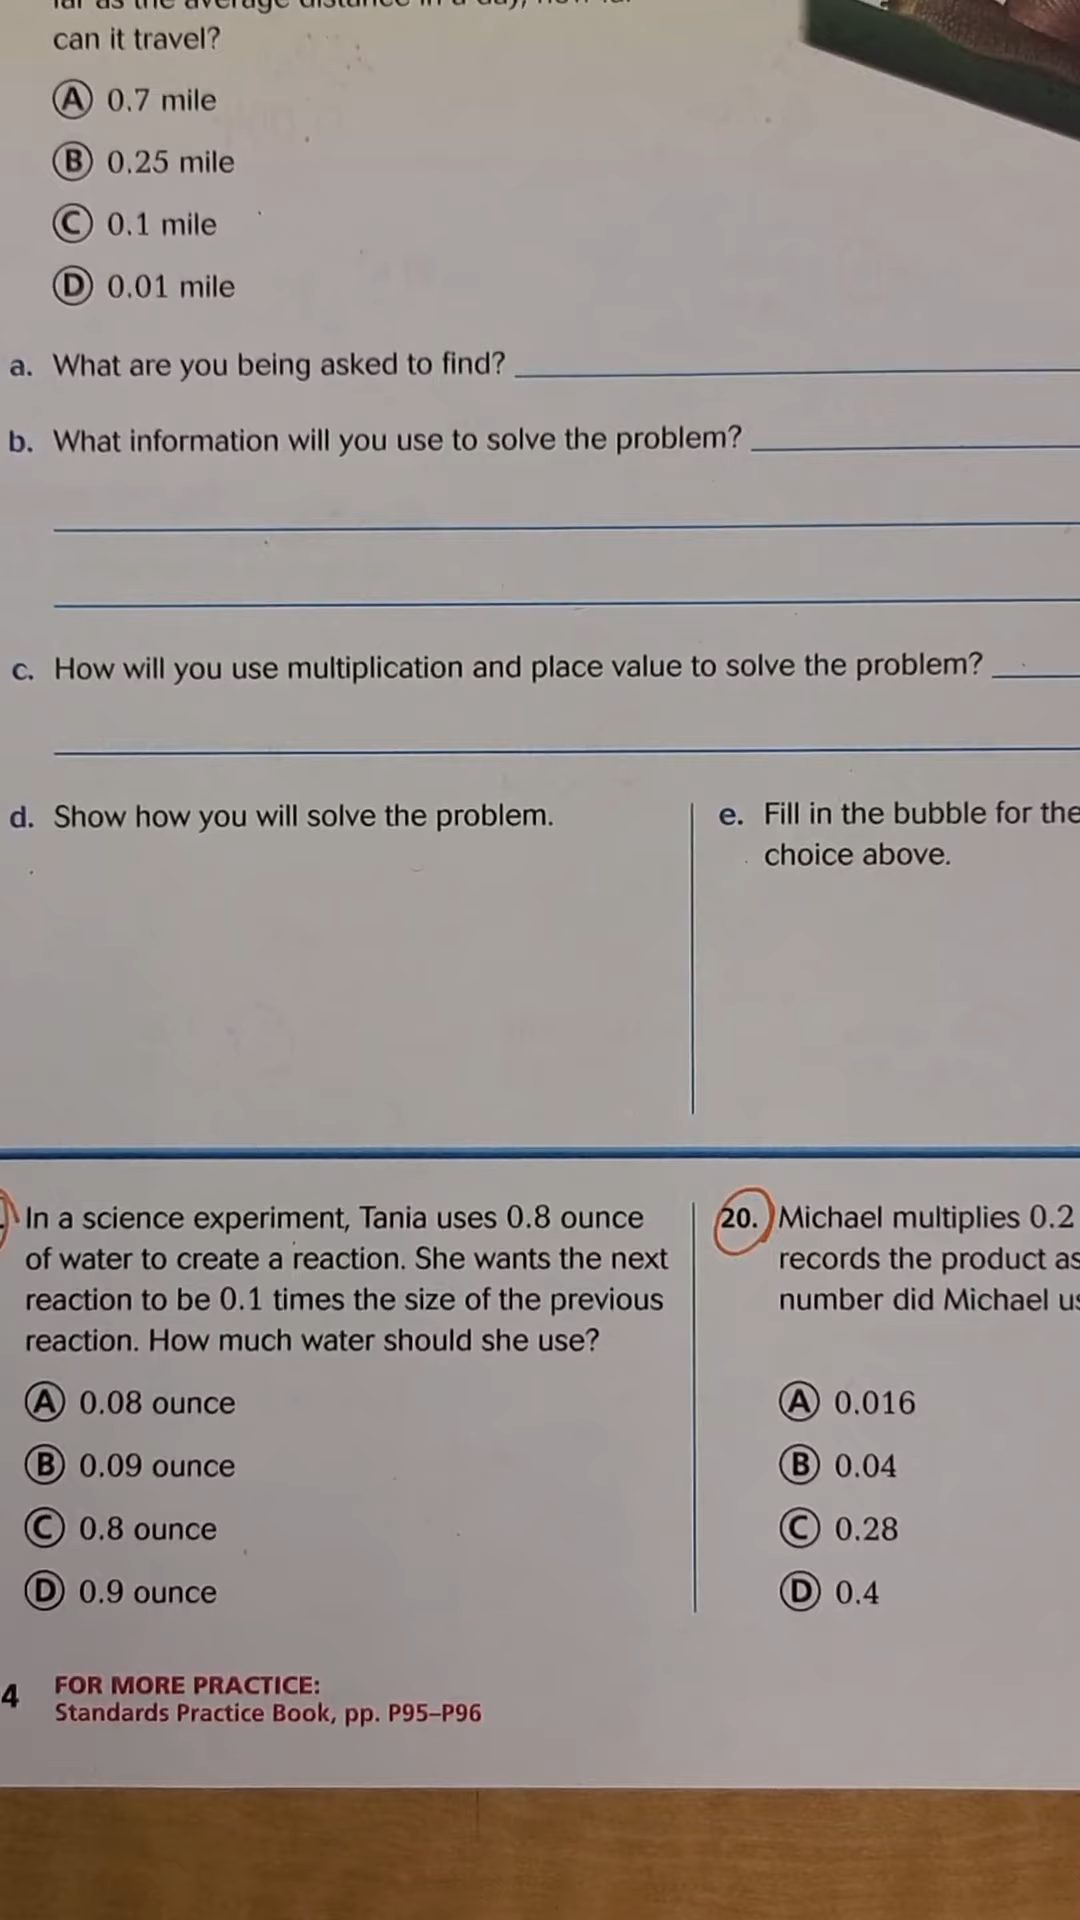 can it travel?
A 0.7 mile
B 0.25 mile
C 0.1 mile
D 0.01 mile
a. What are you being asked to find?
b. What information will you use to solve the problem?
c. How will you use multiplication and place value to solve the problem?
d. Show how you will solve the problem.
e. Fill in the bubble for the
choice above.
In a science experiment, Tania uses 0.8 ounce
of water to create a reaction. She wants the next
reaction to be 0.1 times the size of the previous
reaction. How much water should she use?
A 0.08 ounce
B 0.09 ounce
C 0.8 ounce
D 0.9 ounce
20. Michael multiplies 0.2
records the product as
number did Michael us
A 0.016
B 0.04
C 0.28
D 0.4
4 FOR MORE PRACTICE:
Standards Practice Book, pp. P95–P96